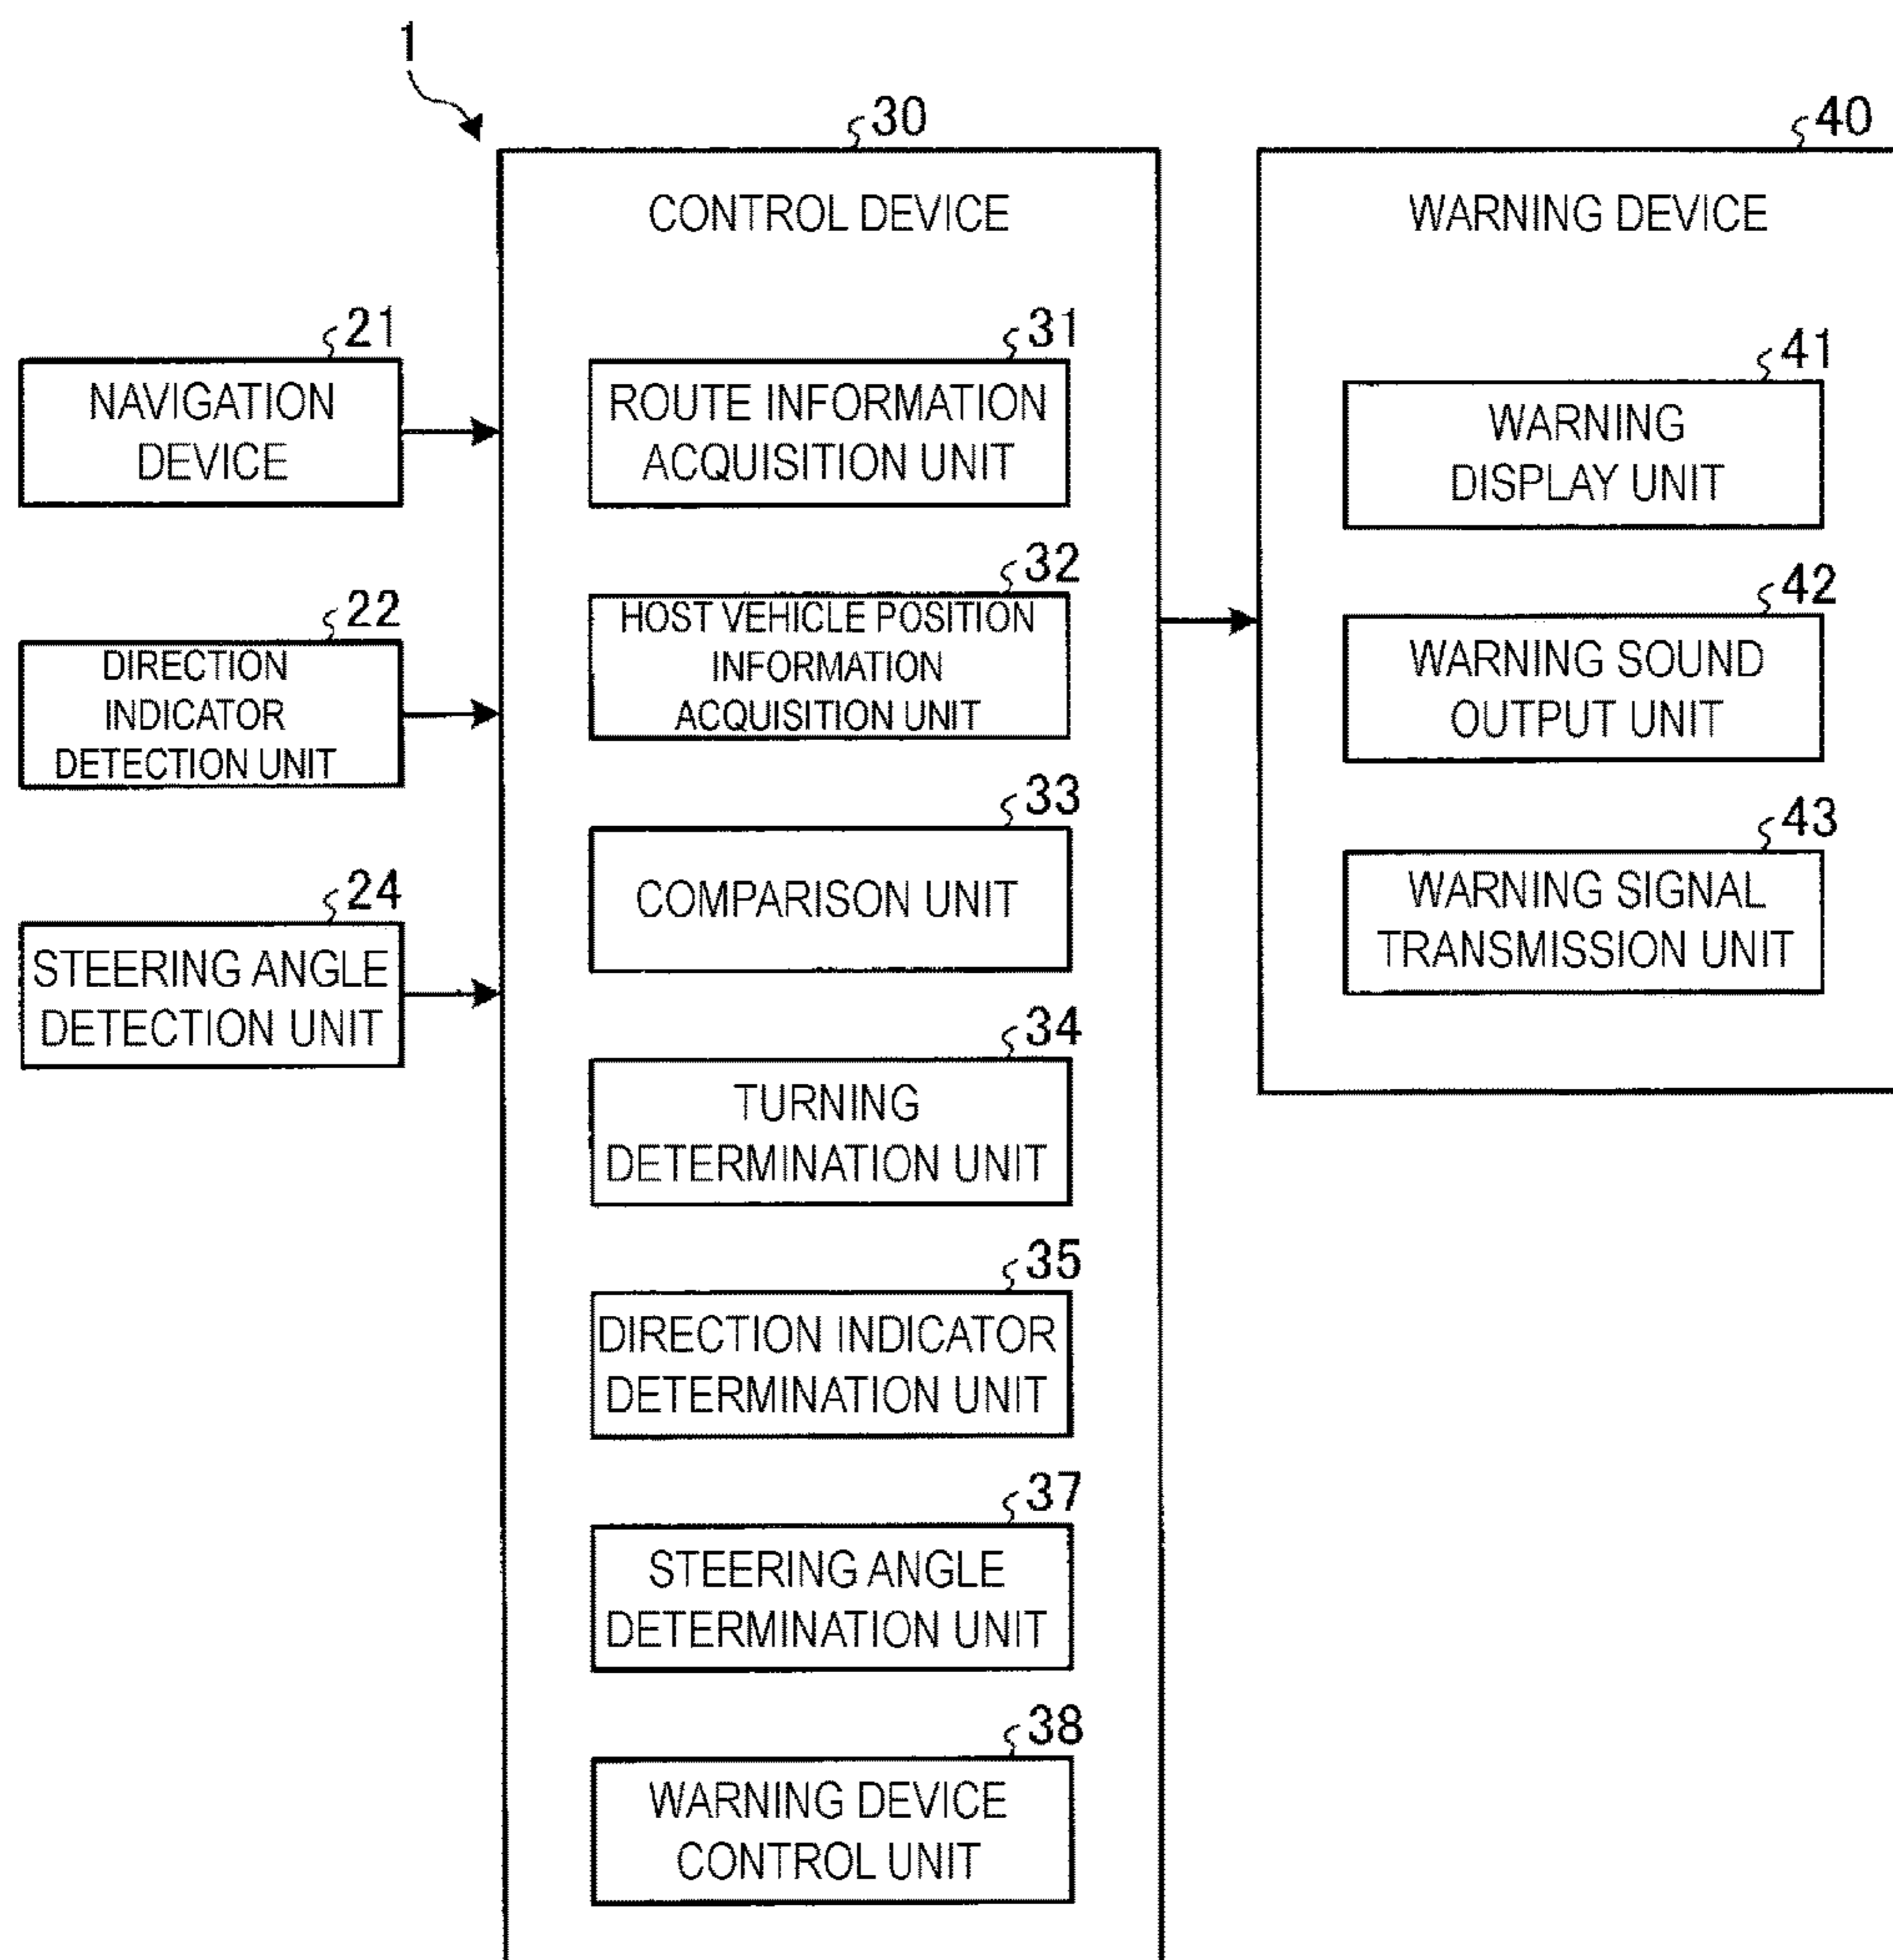 1
30
CONTROL DEVICE
21
NAVIGATION
DEVICE
22
DIRECTION
INDICATOR
DETECTION UNIT
24
STEERING ANGLE
DETECTION UNIT
31
ROUTE INFORMATION
ACQUISITION UNIT
32
HOST VEHICLE POSITION
INFORMATION
ACQUISITION UNIT
33
COMPARISON UNIT
34
TURNING
DETERMINATION UNIT
35
DIRECTION INDICATOR
DETERMINATION UNIT
37
STEERING ANGLE
DETERMINATION UNIT
38
WARNING DEVICE
CONTROL UNIT
40
WARNING DEVICE
41
WARNING
DISPLAY UNIT
42
WARNING SOUND
OUTPUT UNIT
43
WARNING SIGNAL
TRANSMISSION UNIT